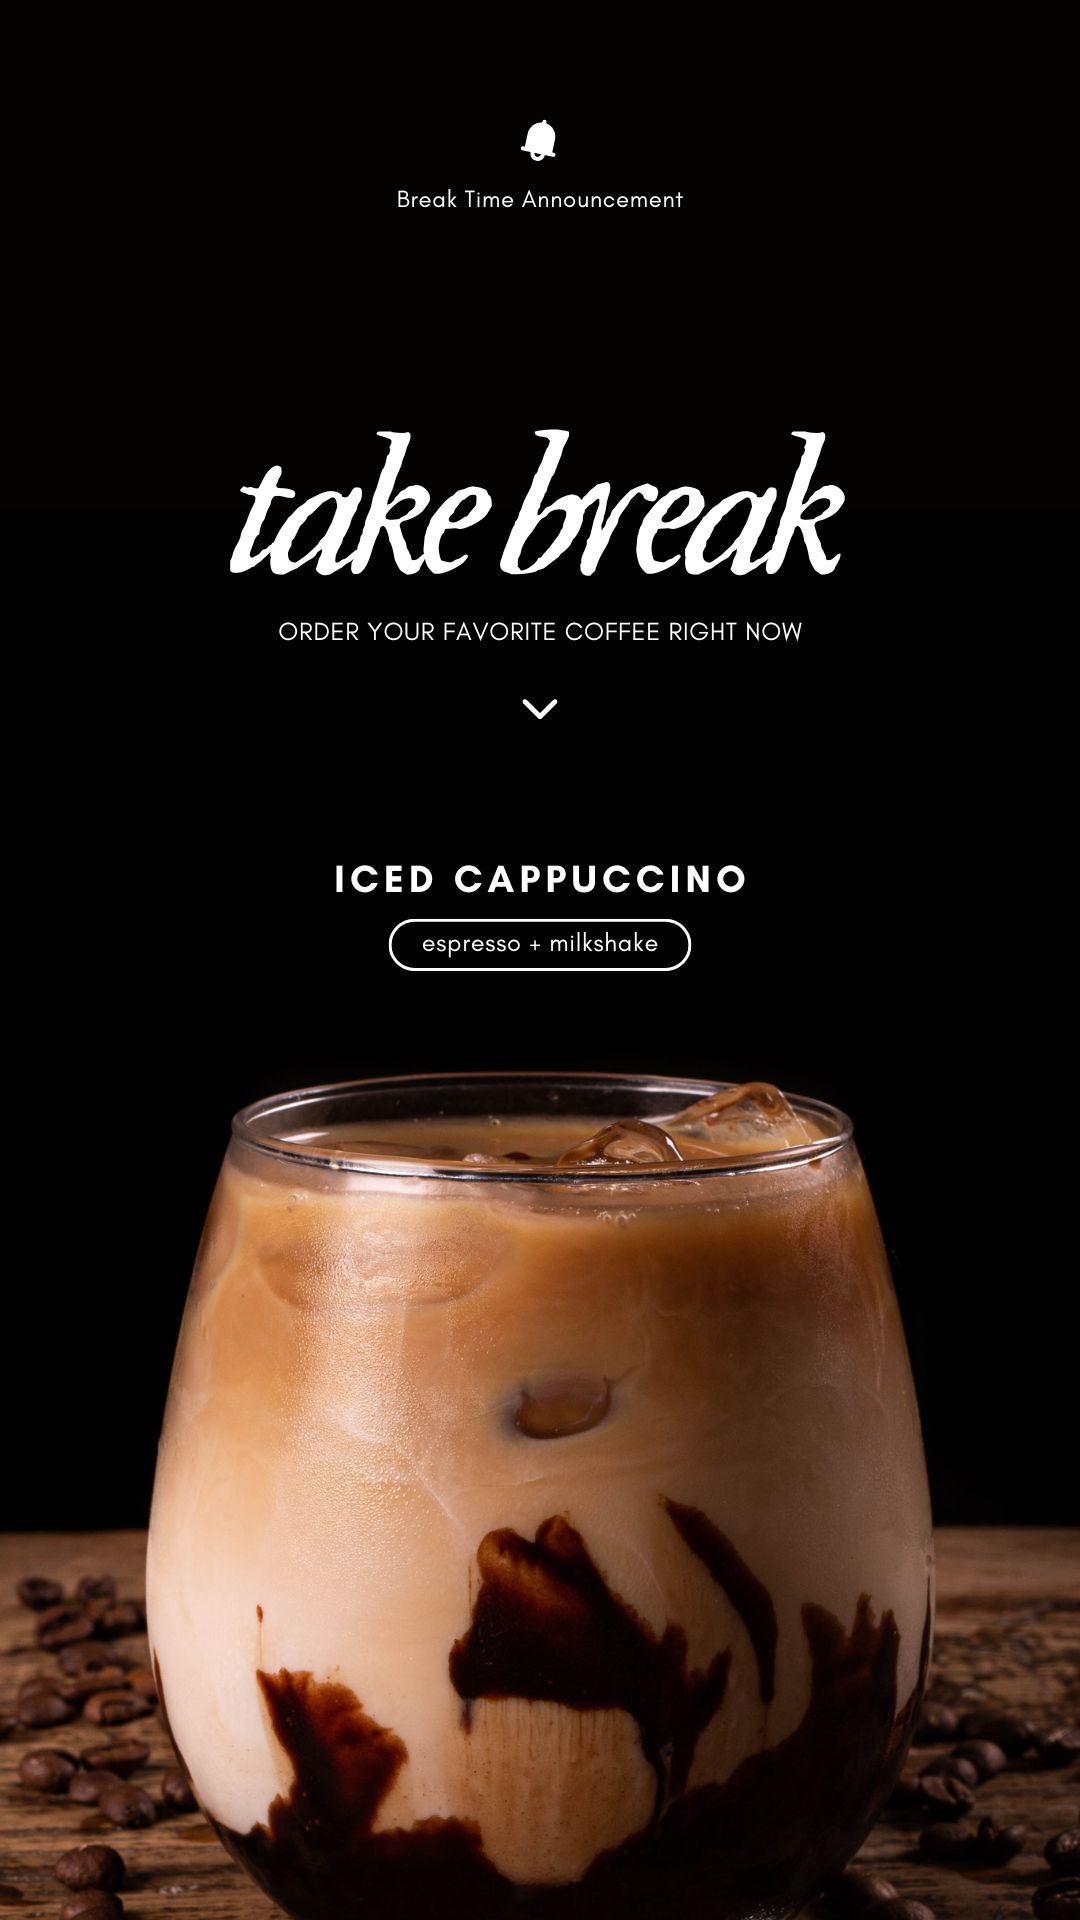 Break Time Announcement
take break
ORDER YOUR FAVORITE COFFEE RIGHT NOW
ICED CAPPUCCINO
espresso + milkshake